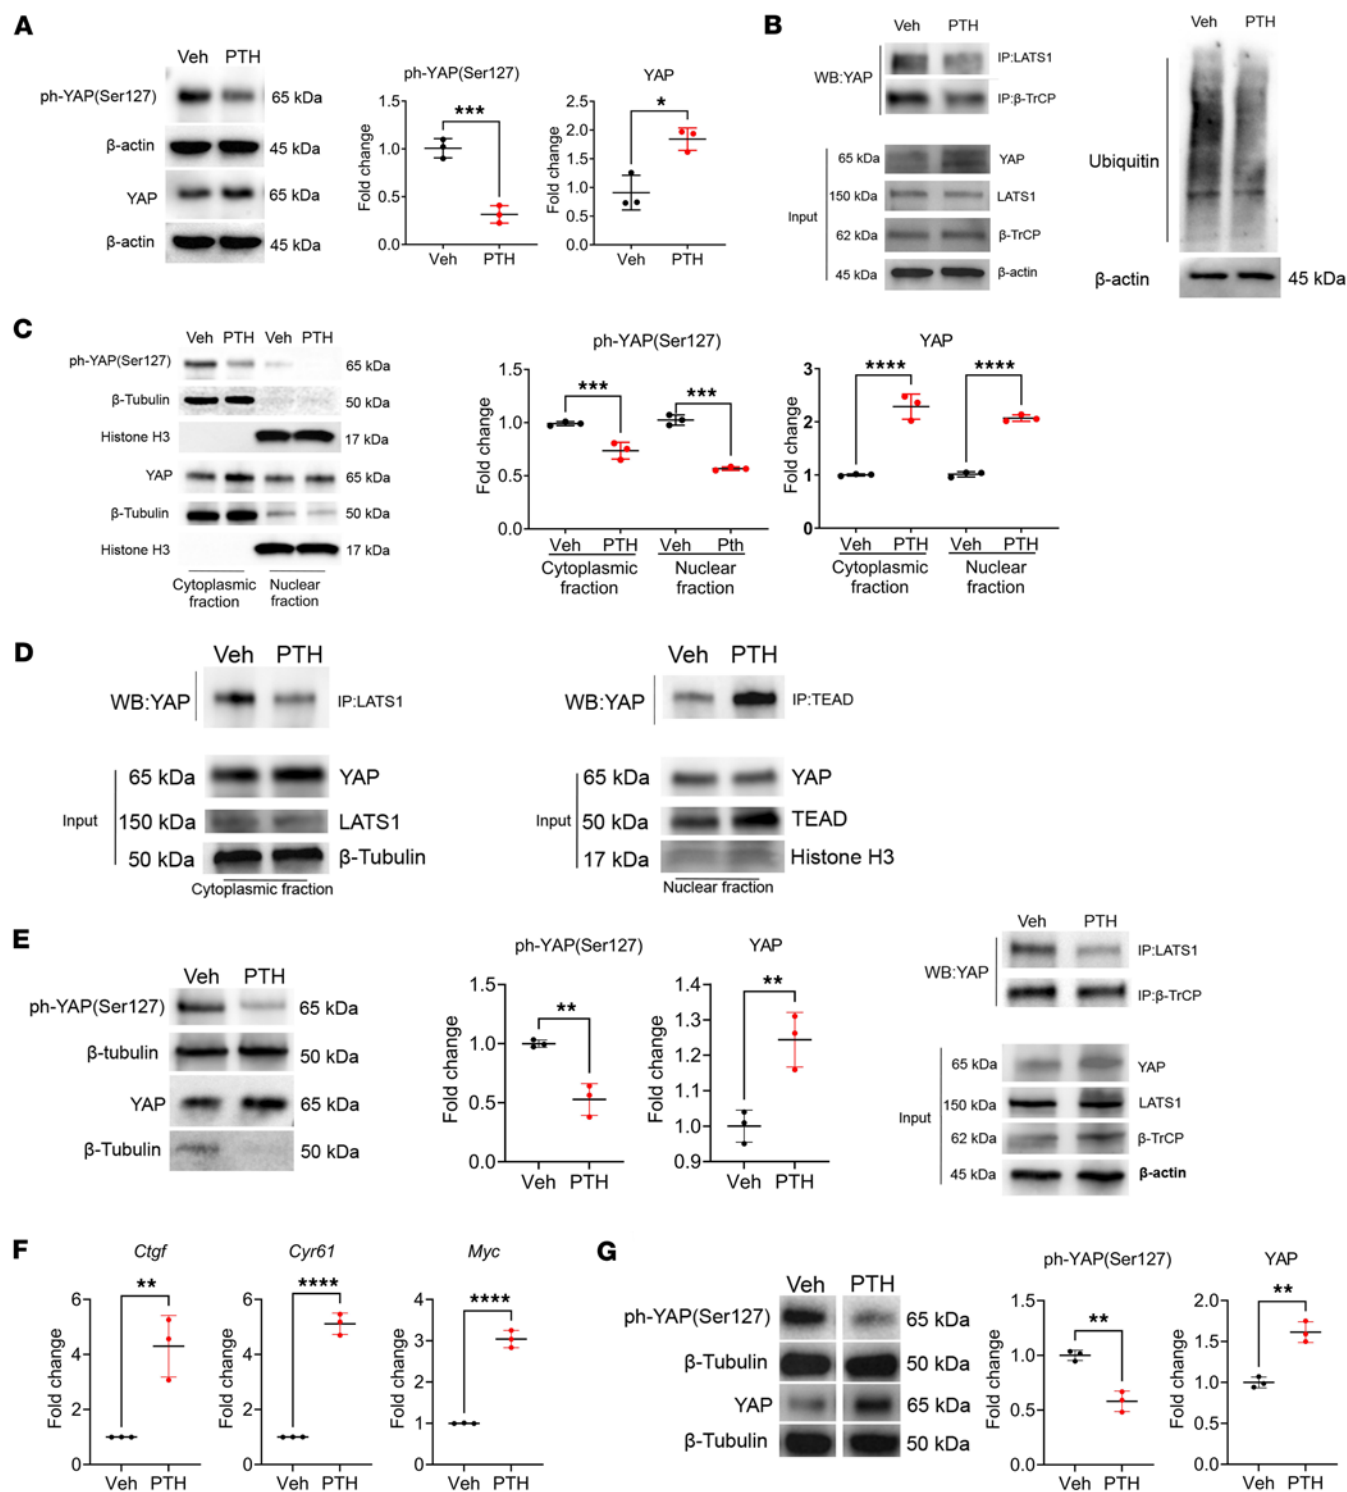 A
Veh PTH
ph-YAP(Ser127) 65 kDa
β-actin 45 kDa
YAP 65 kDa
β-actin 45 kDa
ph-YAP(Ser127)
Fold change
1.5
1.0
0.5
0.0
***
Veh PTH
YAP
Fold change
2.5
2.0
1.5
1.0
0.5
0.0
*
Veh PTH
B
Veh PTH
WB:YAP
IP:LATS1
IP:β-TrCP
Input
65 kDa YAP
150 kDa LATS1
62 kDa β-TrCP
45 kDa β-actin
Veh PTH
Ubiquitin
β-actin 45 kDa
C
Veh PTH Veh PTH
ph-YAP(Ser127) 65 kDa
β-Tubulin 50 kDa
Histone H3 17 kDa
YAP 65 kDa
β-Tubulin 50 kDa
Histone H3 17 kDa
Cytoplasmic Nuclear
fraction fraction
ph-YAP(Ser127)
Fold change
1.5
1.0
0.5
0.0
*** ***
Veh PTH Veh Pth
Cytoplasmic Nuclear
fraction fraction
YAP
Fold change
3
2
1
0
**** ****
Veh PTH Veh PTH
Cytoplasmic Nuclear
fraction fraction
D
Veh PTH
WB:YAP IP:LATS1
Input
65 kDa YAP
150 kDa LATS1
50 kDa β-Tubulin
Cytoplasmic fraction
Veh PTH
WB:YAP IP:TEAD
Input
65 kDa YAP
50 kDa TEAD
17 kDa Histone H3
Nuclear fraction
E
Veh PTH
ph-YAP(Ser127) 65 kDa
β-tubulin 50 kDa
YAP 65 kDa
β-Tubulin 50 kDa
ph-YAP(Ser127)
Fold change
1.5
1.0
0.5
0.0
**
Veh PTH
YAP
Fold change
1.4
1.3
1.2
1.1
1.0
0.9
**
Veh PTH
Veh PTH
WB:YAP
IP:LATS1
IP:β-TrCP
Input
65 kDa YAP
150 kDa LATS1
62 kDa β-TrCP
45 kDa β-actin
F
Ctgf
Fold change
6
4
2
0
**
Veh PTH
Cyr61
Fold change
6
4
2
0
****
Veh PTH
Myc
Fold change
4
3
2
1
0
****
Veh PTH
G
Veh PTH
ph-YAP(Ser127) 65 kDa
β-Tubulin 50 kDa
YAP 65 kDa
β-Tubulin 50 kDa
ph-YAP(Ser127)
Fold change
1.5
1.0
0.5
0.0
**
Veh PTH
YAP
Fold change
2.0
1.5
1.0
0.5
0.0
**
Veh PTH